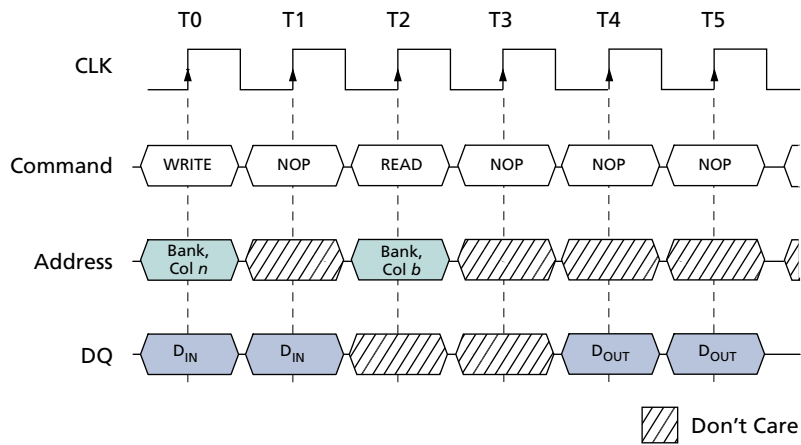 T0 T1 T2 T3 T4 T5
CLK
Command WRITE NOP READ NOP NOP NOP
Address Bank, Col n Bank, Col b
DQ DIN DIN DOUT DOUT
Don't Care